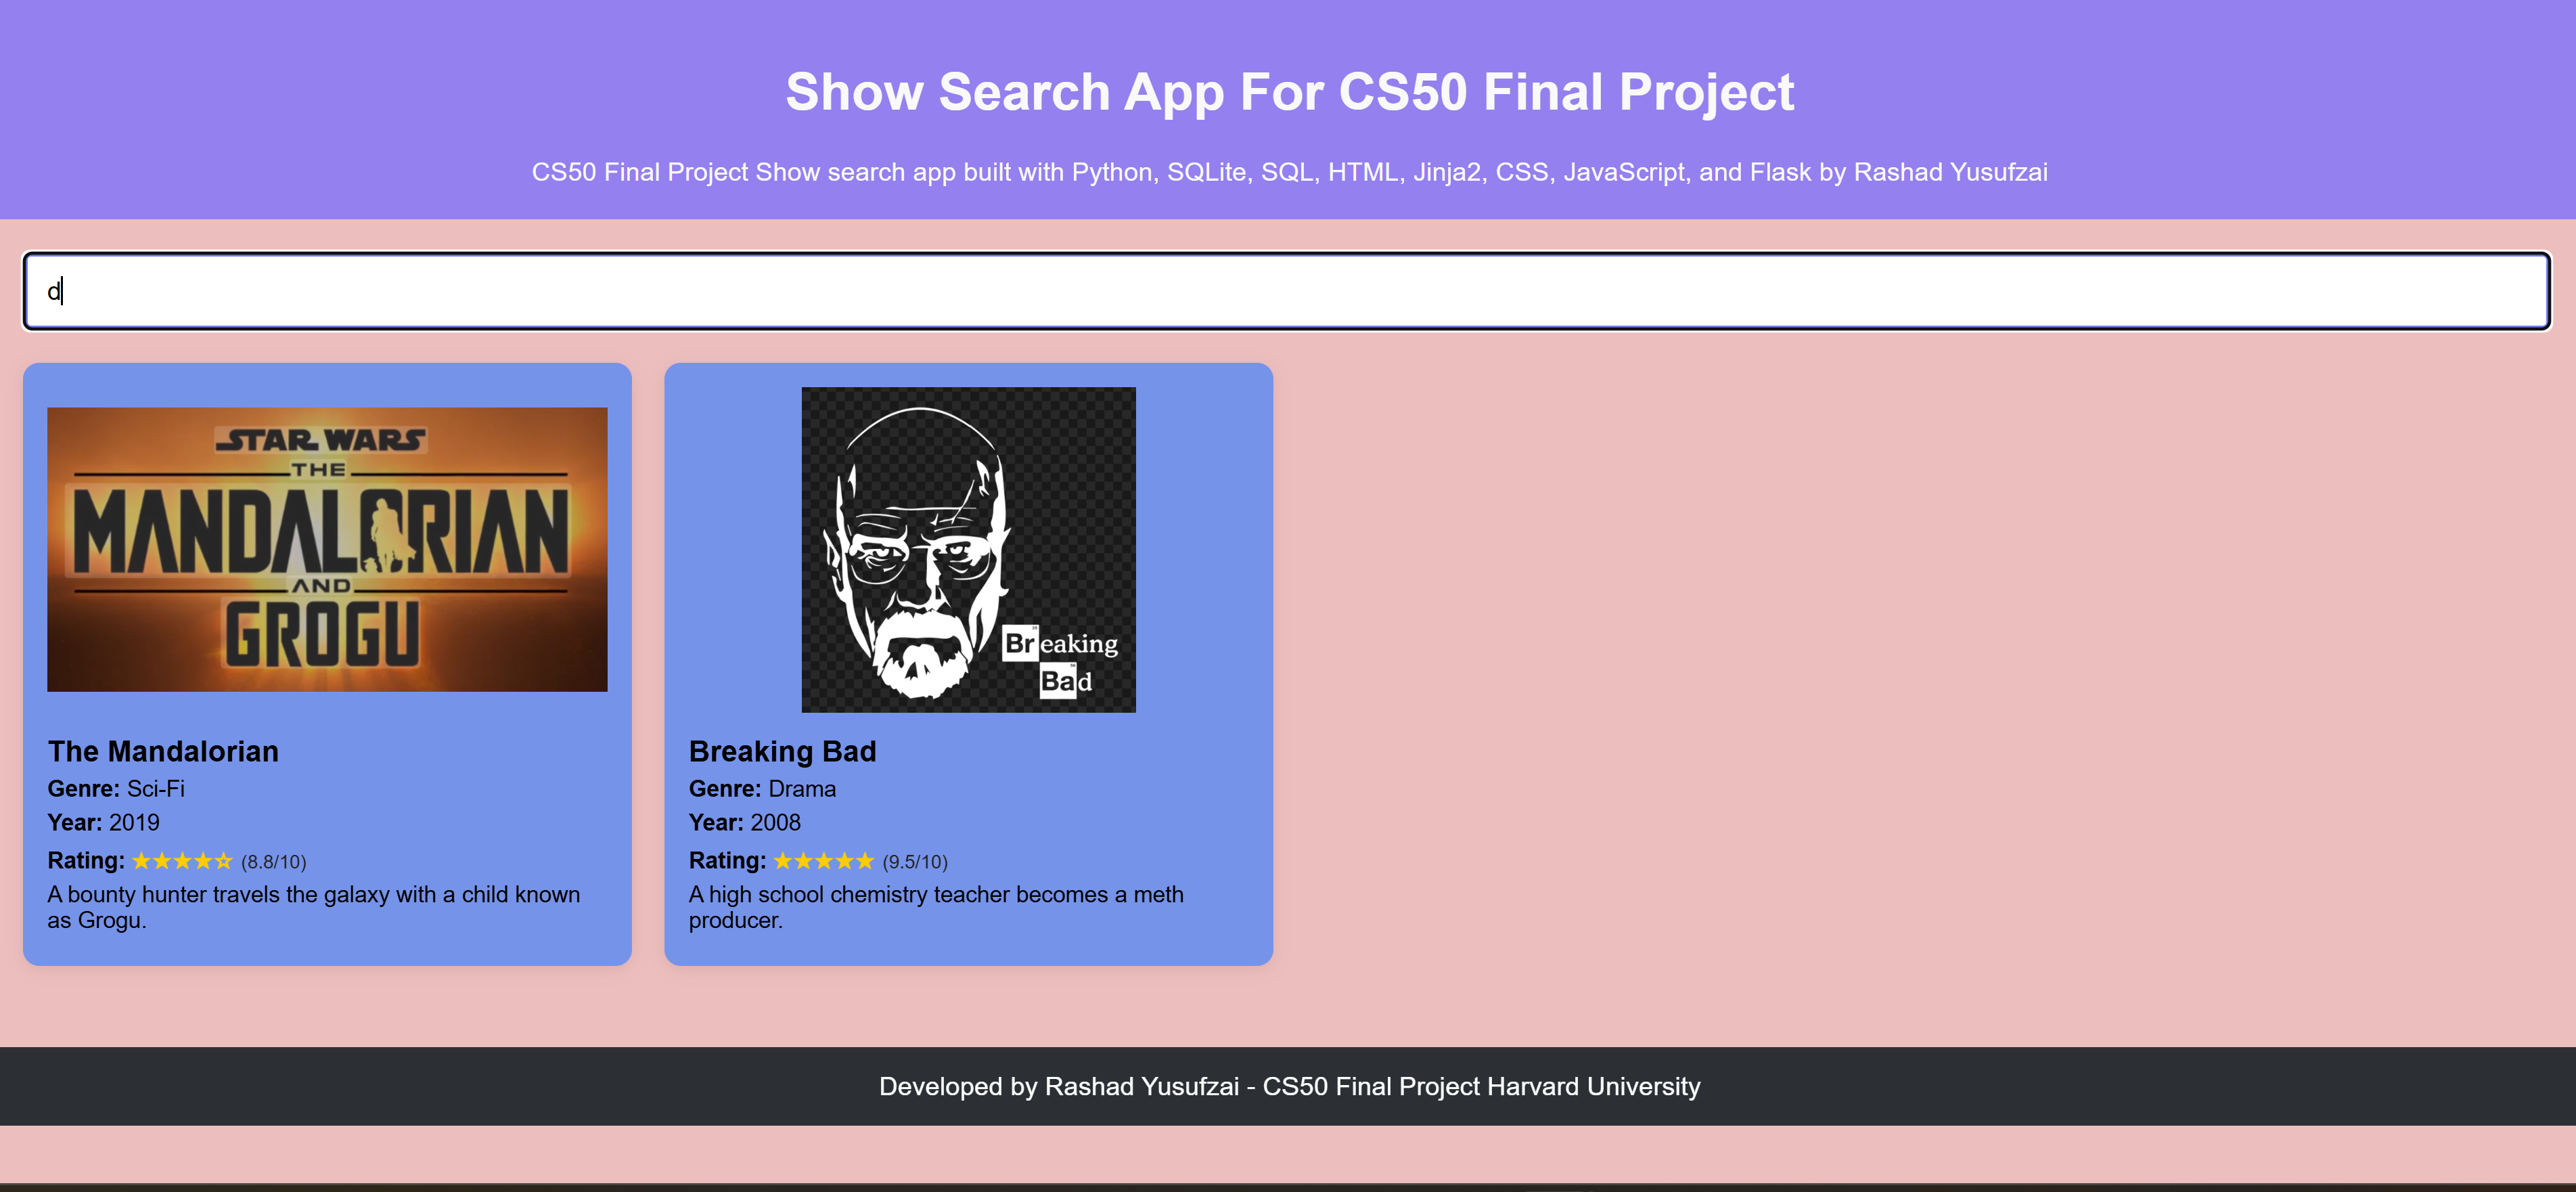 Show Search App For CS50 Final Project
CS50 Final Project Show search app built with Python, SQLite, SQL, HTML, Jinja2, CSS, JavaScript, and Flask by Rashad Yusufzai
d
STAR WARS
THE
MANDALORIAN
AND
GROGU
The Mandalorian
Genre: Sci-Fi
Year: 2019
Rating: ★★★★☆ (8.8/10)
A bounty hunter travels the galaxy with a child known
as Grogu.
Breaking
Bad
Breaking Bad
Genre: Drama
Year: 2008
Rating: ★★★★★ (9.5/10)
A high school chemistry teacher becomes a meth
producer.
Developed by Rashad Yusufzai - CS50 Final Project Harvard University